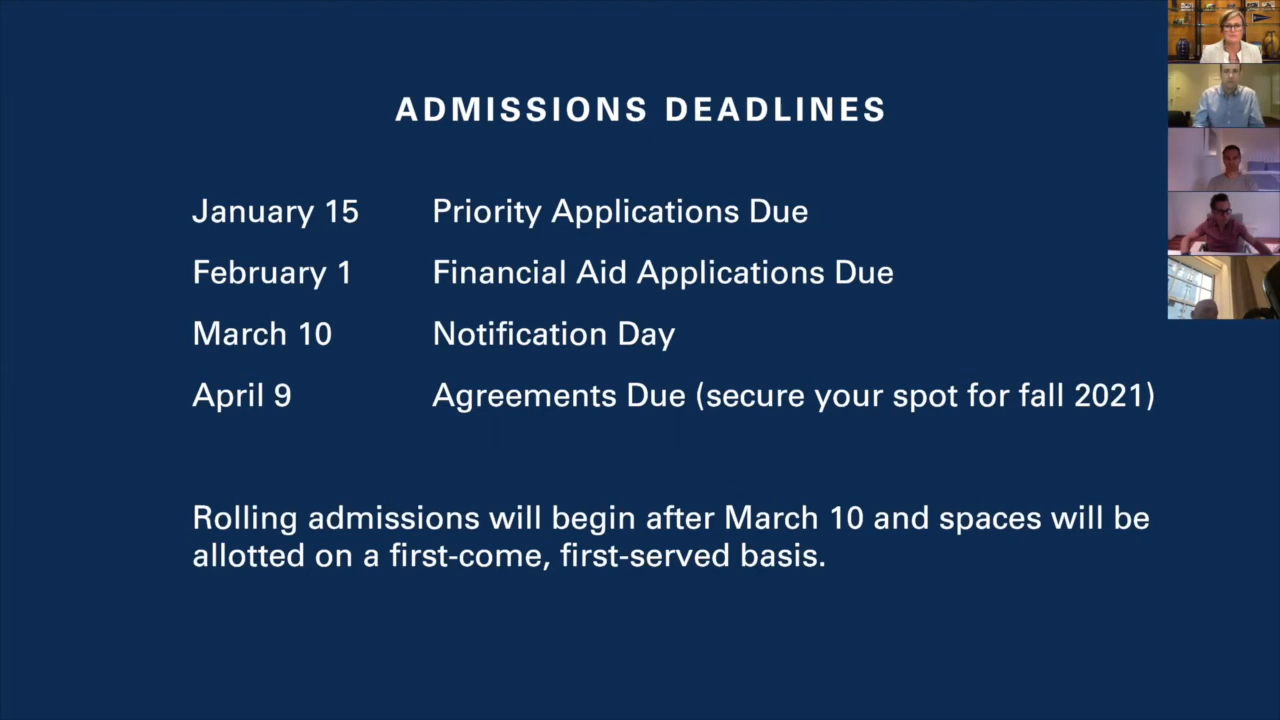 ADMISSIONS DEADLINES
January 15 Priority Applications Due
February 1 Financial Aid Applications Due
March 10 Notification Day
April 9 Agreements Due (secure your spot for fall 2021)
Rolling admissions will begin after March 10 and spaces will be
allotted on a first-come, first-served basis.